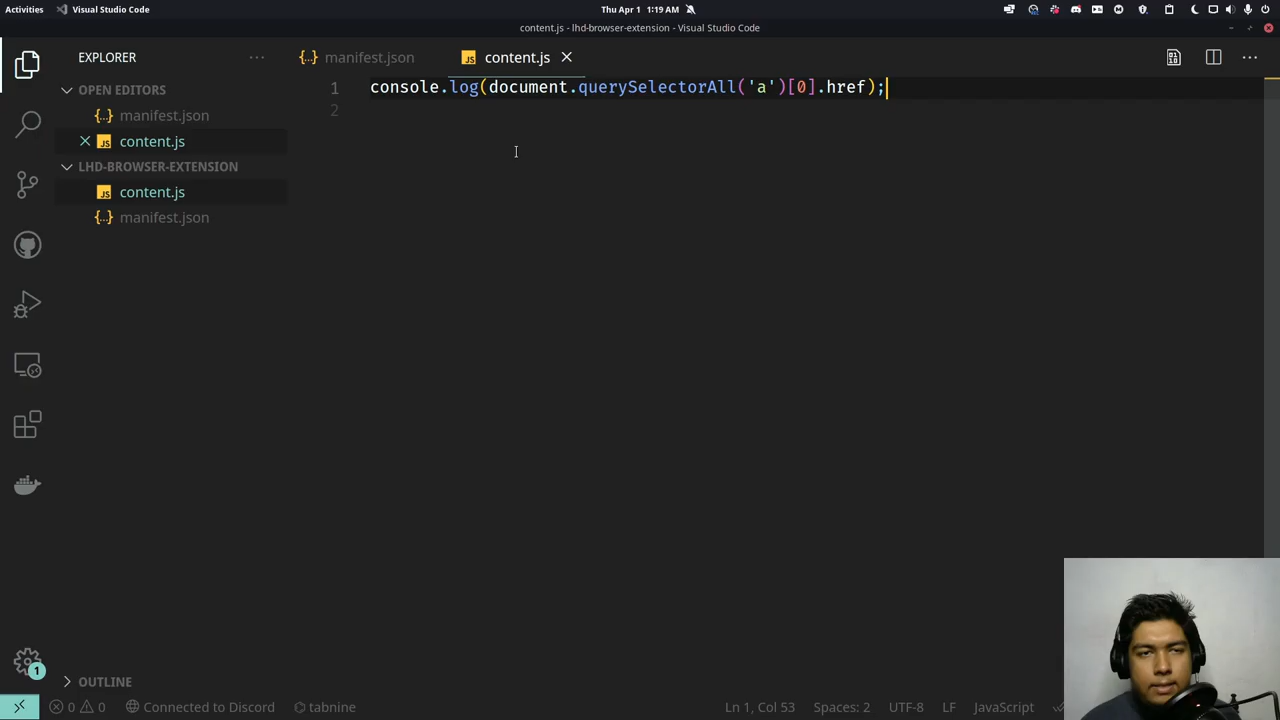 Activities
Visual Studio Code
Thu Apr 1 1:19 AM
content.js - lhd-browser-extension - Visual Studio Code
EXPLORER
manifest.json
content.js
OPEN EDITORS
manifest.json
content.js
LHD-BROWSER-EXTENSION
content.js
manifest.json
1
console.log(document.querySelectorAll('a')[0].href);
2
OUTLINE
1
0
0
Connected to Discord
tabnine
Ln 1, Col 53
Spaces: 2
UTF-8
LF
JavaScript